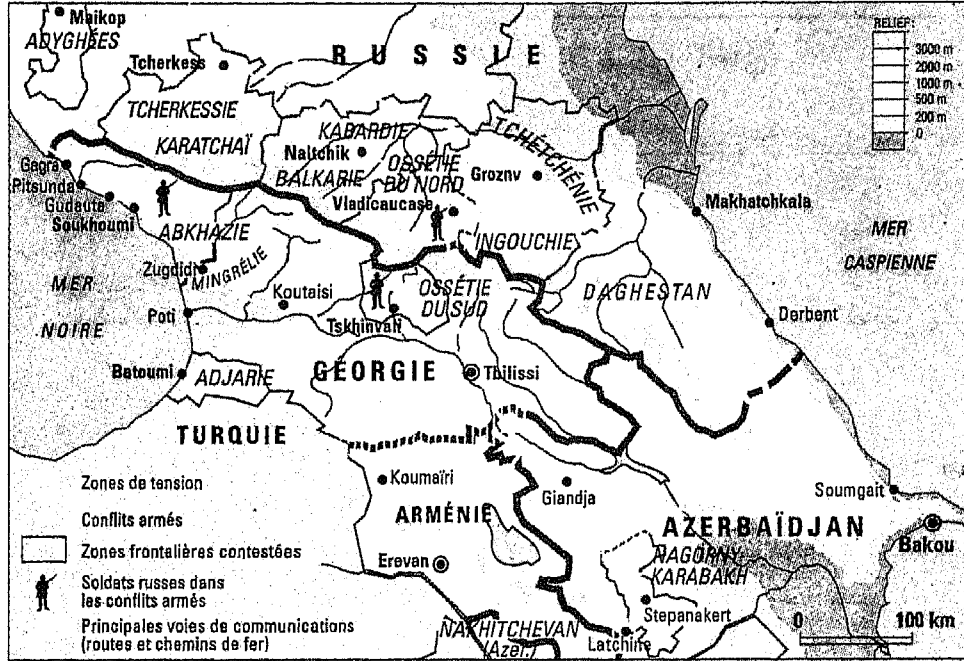 Maikop
ADYGHÉES
Tcherkess
RUSSIE
RELIEF:
3000 m
2000 m
1000 m
500 m
200 m
0
TCHERKESSIE
KARATCHAÏ
KABARDIE
Naltchik
BALKARIE
OSSÉTIE
DU NORD
TCHÉTCHÉNIE
Groznv
Gagra
Pitsunda
Gudauta
Soukhoumi
Vladicaucase
Makhatchkala
ABKHAZIE
INGOUCHIE
MER
CASPIENNE
Zugdidi
MINGRÉLIE
MER
NOIRE
Koutaisi
OSSÉTIE
DU SUD
DAGHESTAN
Poti
Tskhinvali
Derbent
Batoumi
ADJARIE
GÉORGIE
Tbilissi
TURQUIE
Zones de tension
Koumaïri
Giandja
Soumgait
Conflits armés
ARMÉNIE
AZERBAÏDJAN
Bakou
Zones frontalières contestées
Erevan
NAGORNY
KARABAKH
Soldats russes dans
les conflits armés
Stepanakert
Principales voies de communications
(routes et chemins de fer)
NAKHITCHEVAN
(Azer.)
Latchine
0 100 km